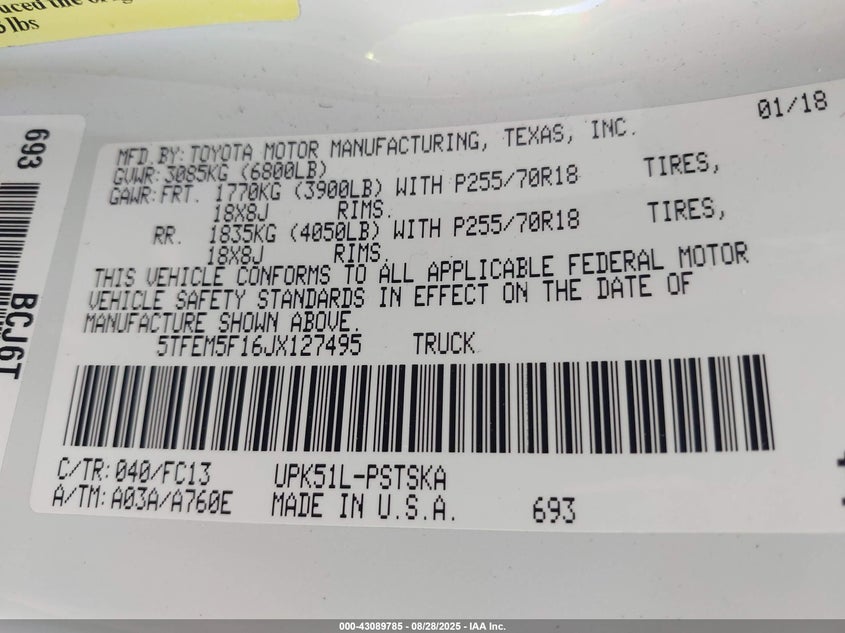 uced the
lbs
693
BCJ6T
01/18
MFD. BY: TOYOTA MOTOR MANUFACTURING, TEXAS, INC.
GVWR: 3085KG (6800LB)
GAWR: FRT. 1770KG (3900LB) WITH P255/70R18 TIRES,
18X8J RIMS.
RR. 1835KG (4050LB) WITH P255/70R18 TIRES,
18X8J RIMS.
THIS VEHICLE CONFORMS TO ALL APPLICABLE FEDERAL MOTOR
VEHICLE SAFETY STANDARDS IN EFFECT ON THE DATE OF
MANUFACTURE SHOWN ABOVE.
5TFEM5F16JX127495 TRUCK
C/TR: 040/FC13 UPK51L-PSTSKA
A/TM: A03A/A760E MADE IN U.S.A. 693
000-43089785 - 08/28/2025 - IAA Inc.